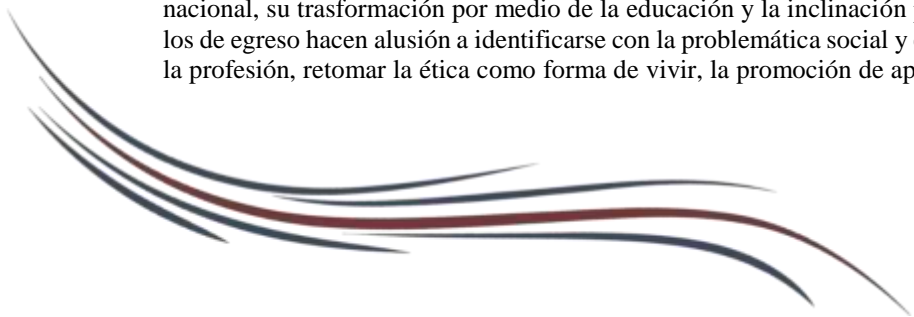 nacional, su trasformación por medio de la educación y la inclinación
los de egreso hacen alusión a identificarse con la problemática social y
la profesión, retomar la ética como forma de vivir, la promoción de ap